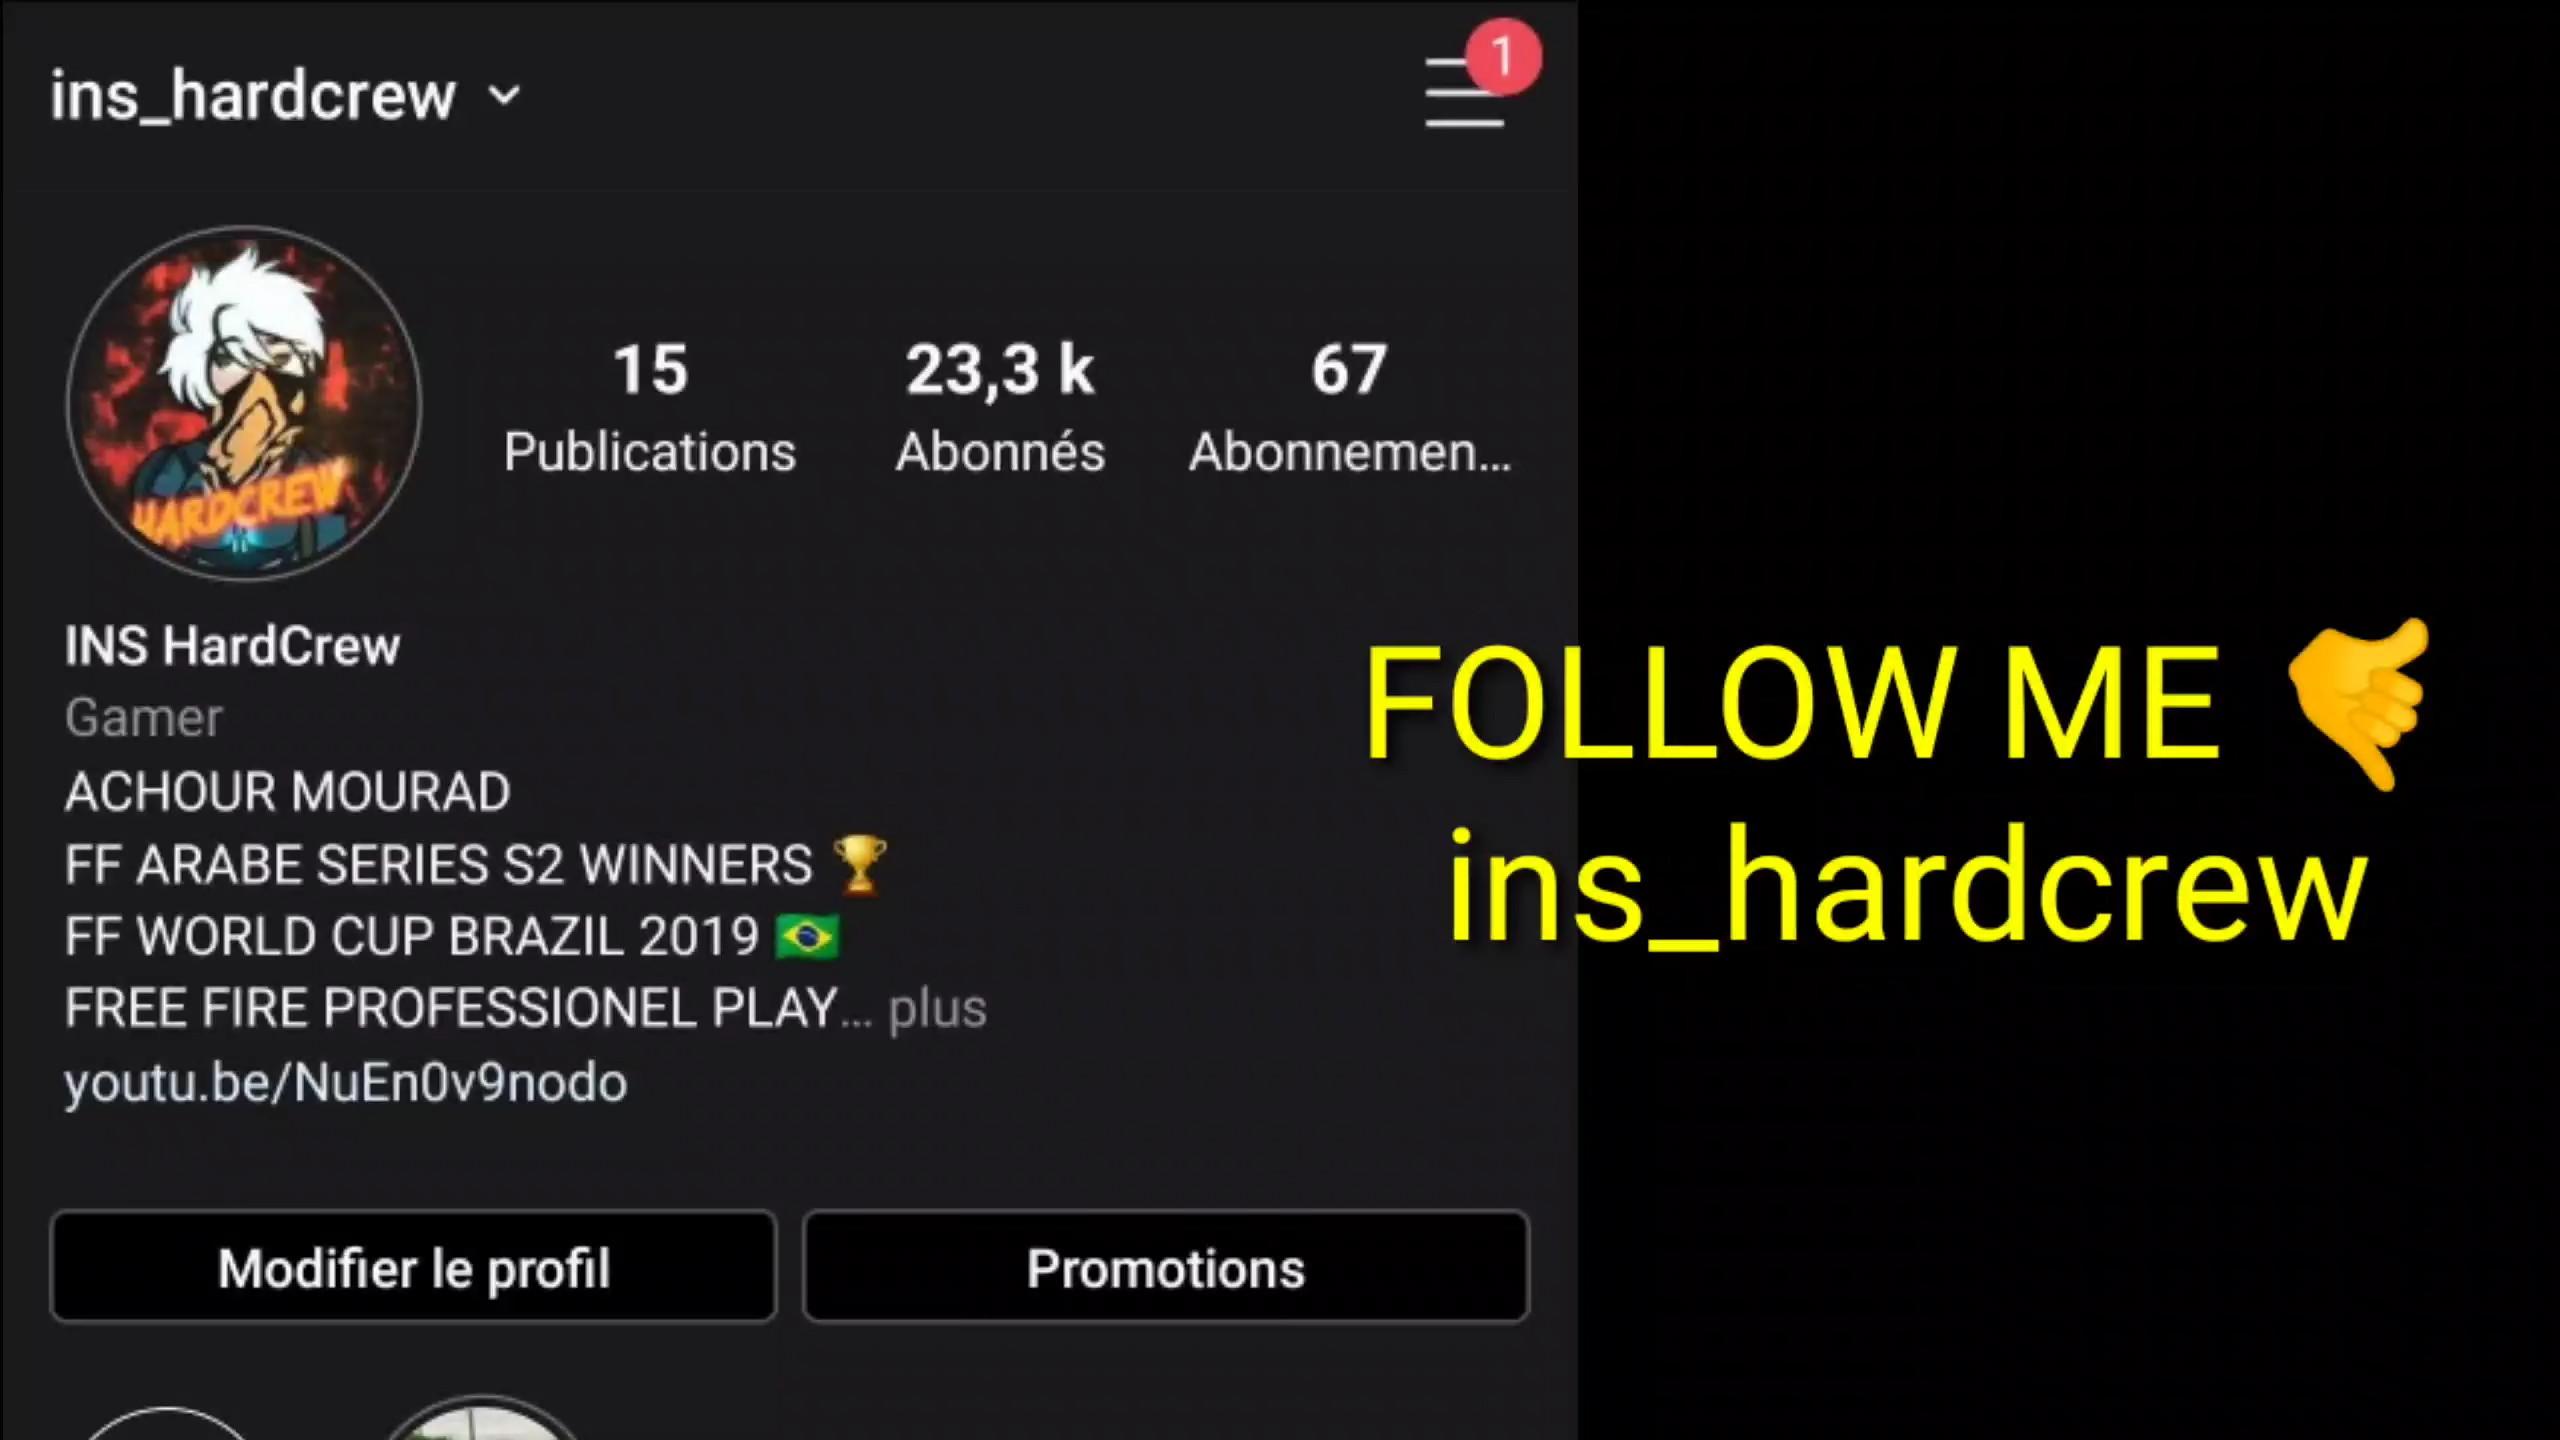 ins_hardcrew
1
HARDCREW
15
Publications
23,3 k
Abonnés
67
Abonnemen...
INS HardCrew
Gamer
ACHOUR MOURAD
FF ARABE SERIES S2 WINNERS 🏆
FF WORLD CUP BRAZIL 2019 🇧🇷
FREE FIRE PROFESSIONEL PLAY... plus
youtu.be/NuEn0v9nodo
Modifier le profil
Promotions
FOLLOW ME 🤙
ins_hardcrew